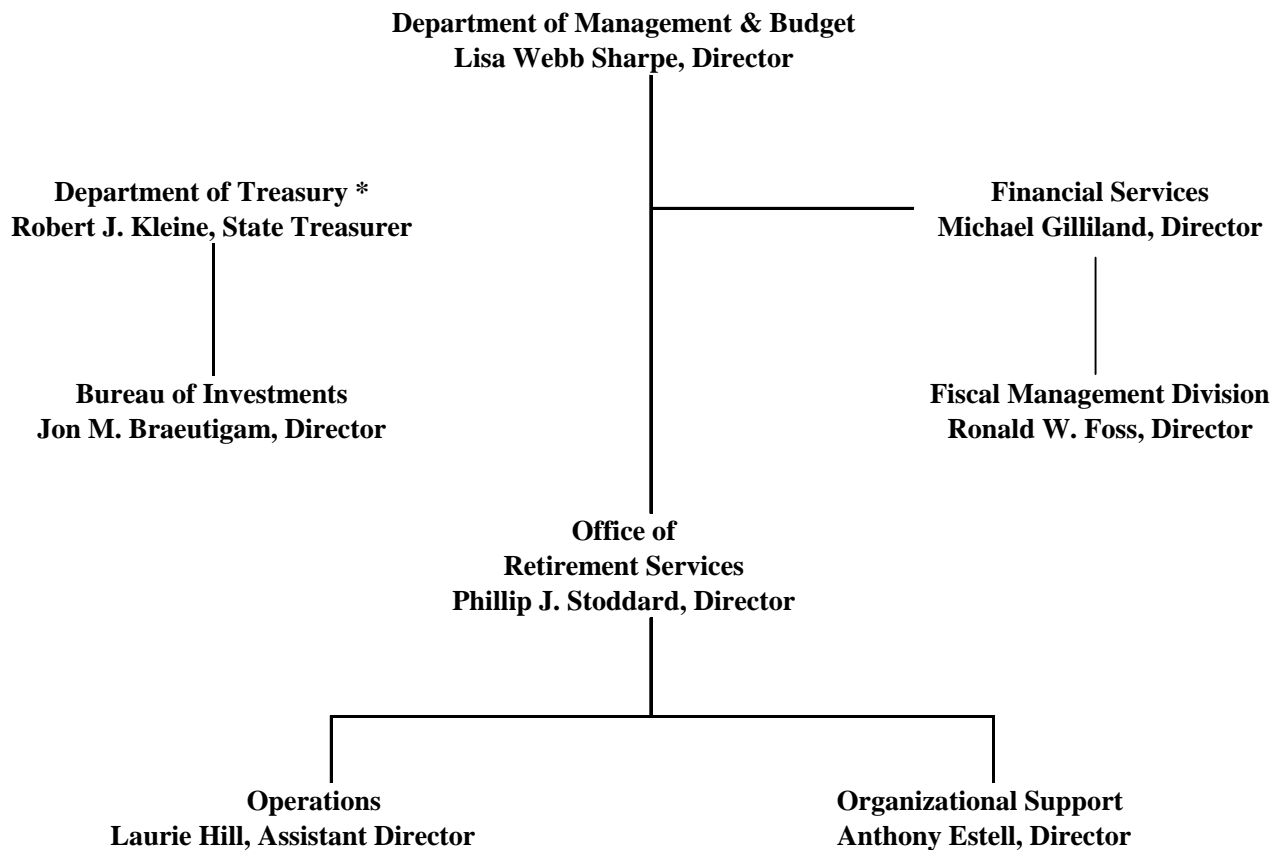 Department of Management & Budget
Lisa Webb Sharpe, Director
Department of Treasury *
Robert J. Kleine, State Treasurer
Financial Services
Michael Gilliland, Director
Bureau of Investments
Jon M. Braeutigam, Director
Fiscal Management Division
Ronald W. Foss, Director
Office of
Retirement Services
Phillip J. Stoddard, Director
Operations
Laurie Hill, Assistant Director
Organizational Support
Anthony Estell, Director